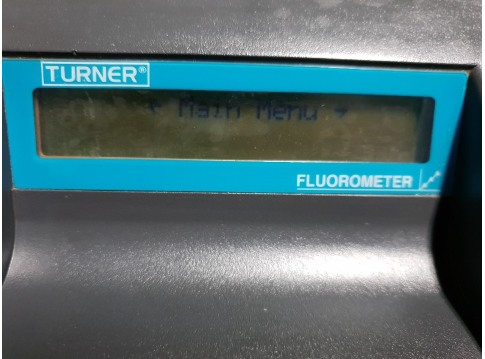 TURNER®
← Main Menu →
FLUOROMETER